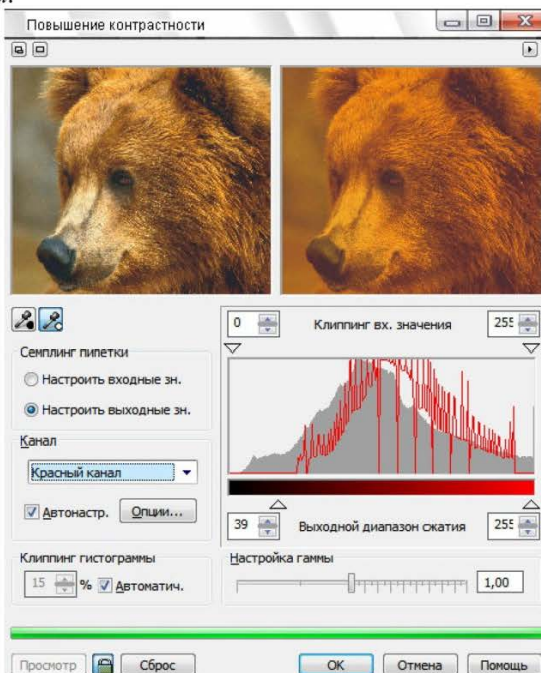 Повышение контрастности
0 Клиппинг вх. значения 255
Семплинг пипетки
Настроить входные зн.
Настроить выходные зн.
Канал
Красный канал
Автонастр. Опции...
39 Выходной диапазон сжатия 255
Клиппинг гистограммы
15 % Автоматич.
Настройка гаммы
1,00
Просмотр Сброс OK Отмена Помощь